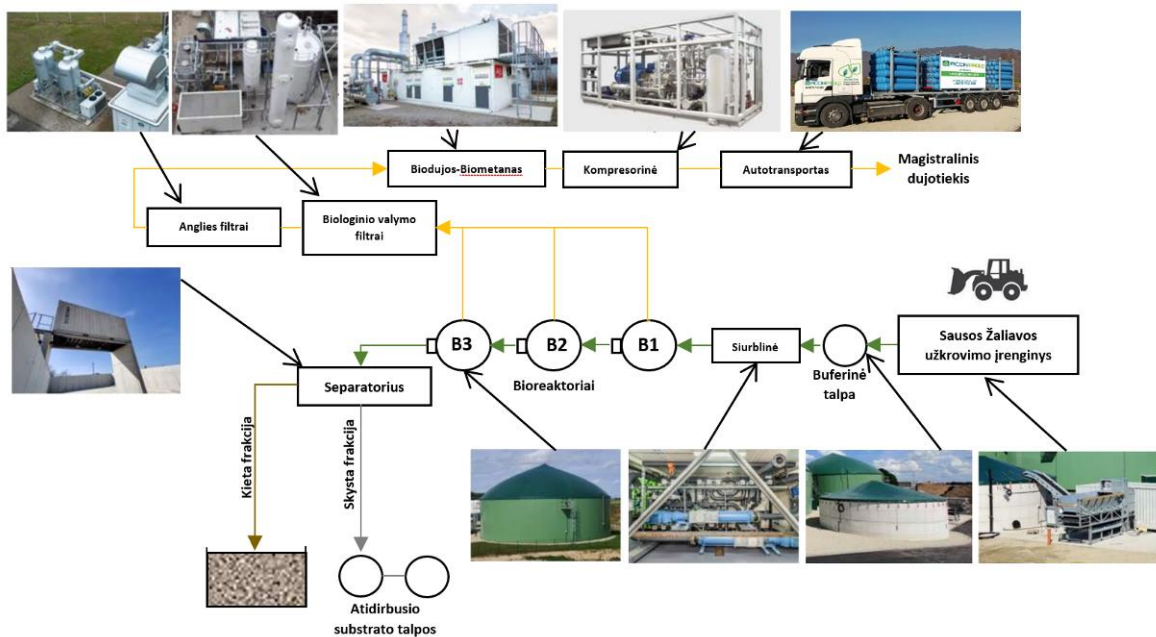 Biodujos-Biometanas
Kompresorinė
Autotransportas
Magistralinis
dujotiekis
Anglies filtrai
Biologinio valymo
filtrai
B3
B2
B1
Siurblinė
Sausos Žaliavos
užkrovimo įrenginys
Buferinė
talpa
Bioreaktoriai
Separatorius
Kieta frakcija
Skysta frakcija
Atidirbusio
substrato talpos